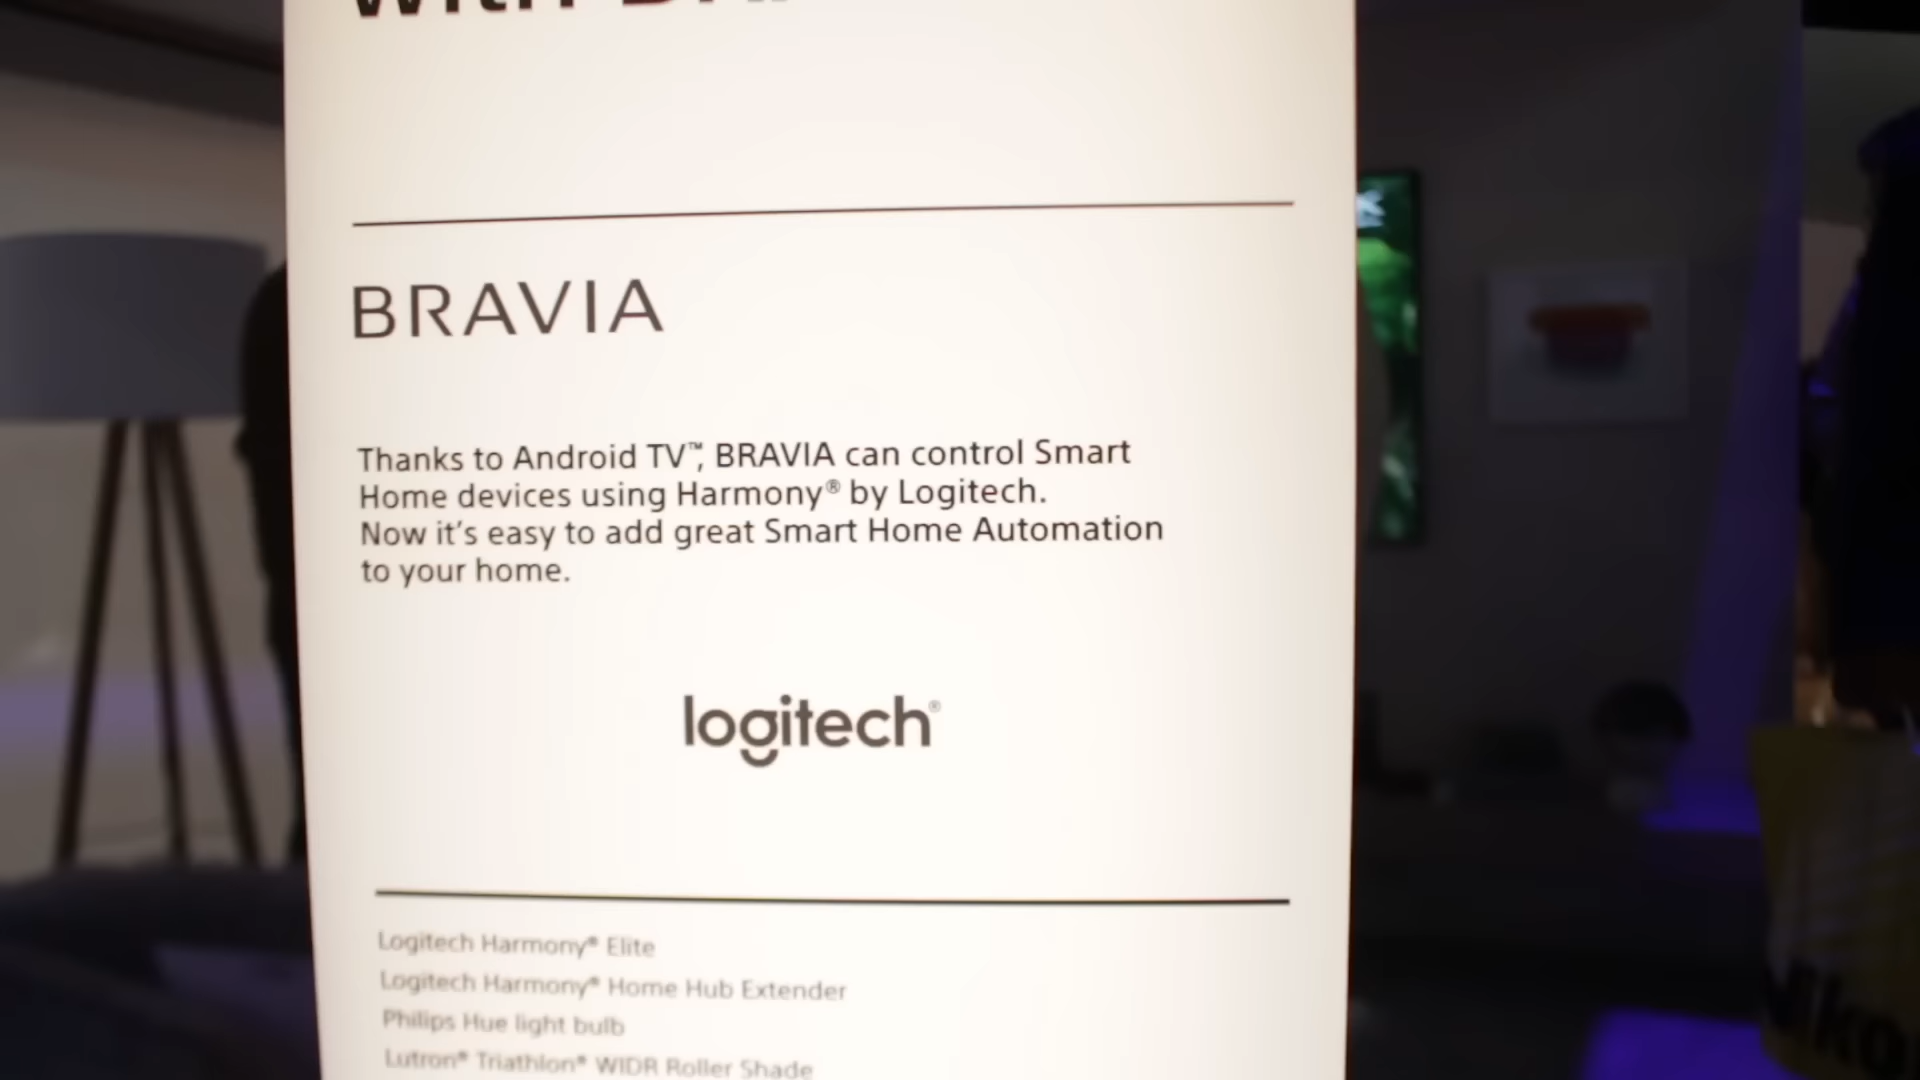 with
BRAVIA
Thanks to Android TV™, BRAVIA can control Smart
Home devices using Harmony® by Logitech.
Now it's easy to add great Smart Home Automation
to your home.
logitech®
Logitech Harmony® Elite
Logitech Harmony® Home Hub Extender
Philips Hue light bulb
Lutron® Triathlon® WIDR Roller Shade